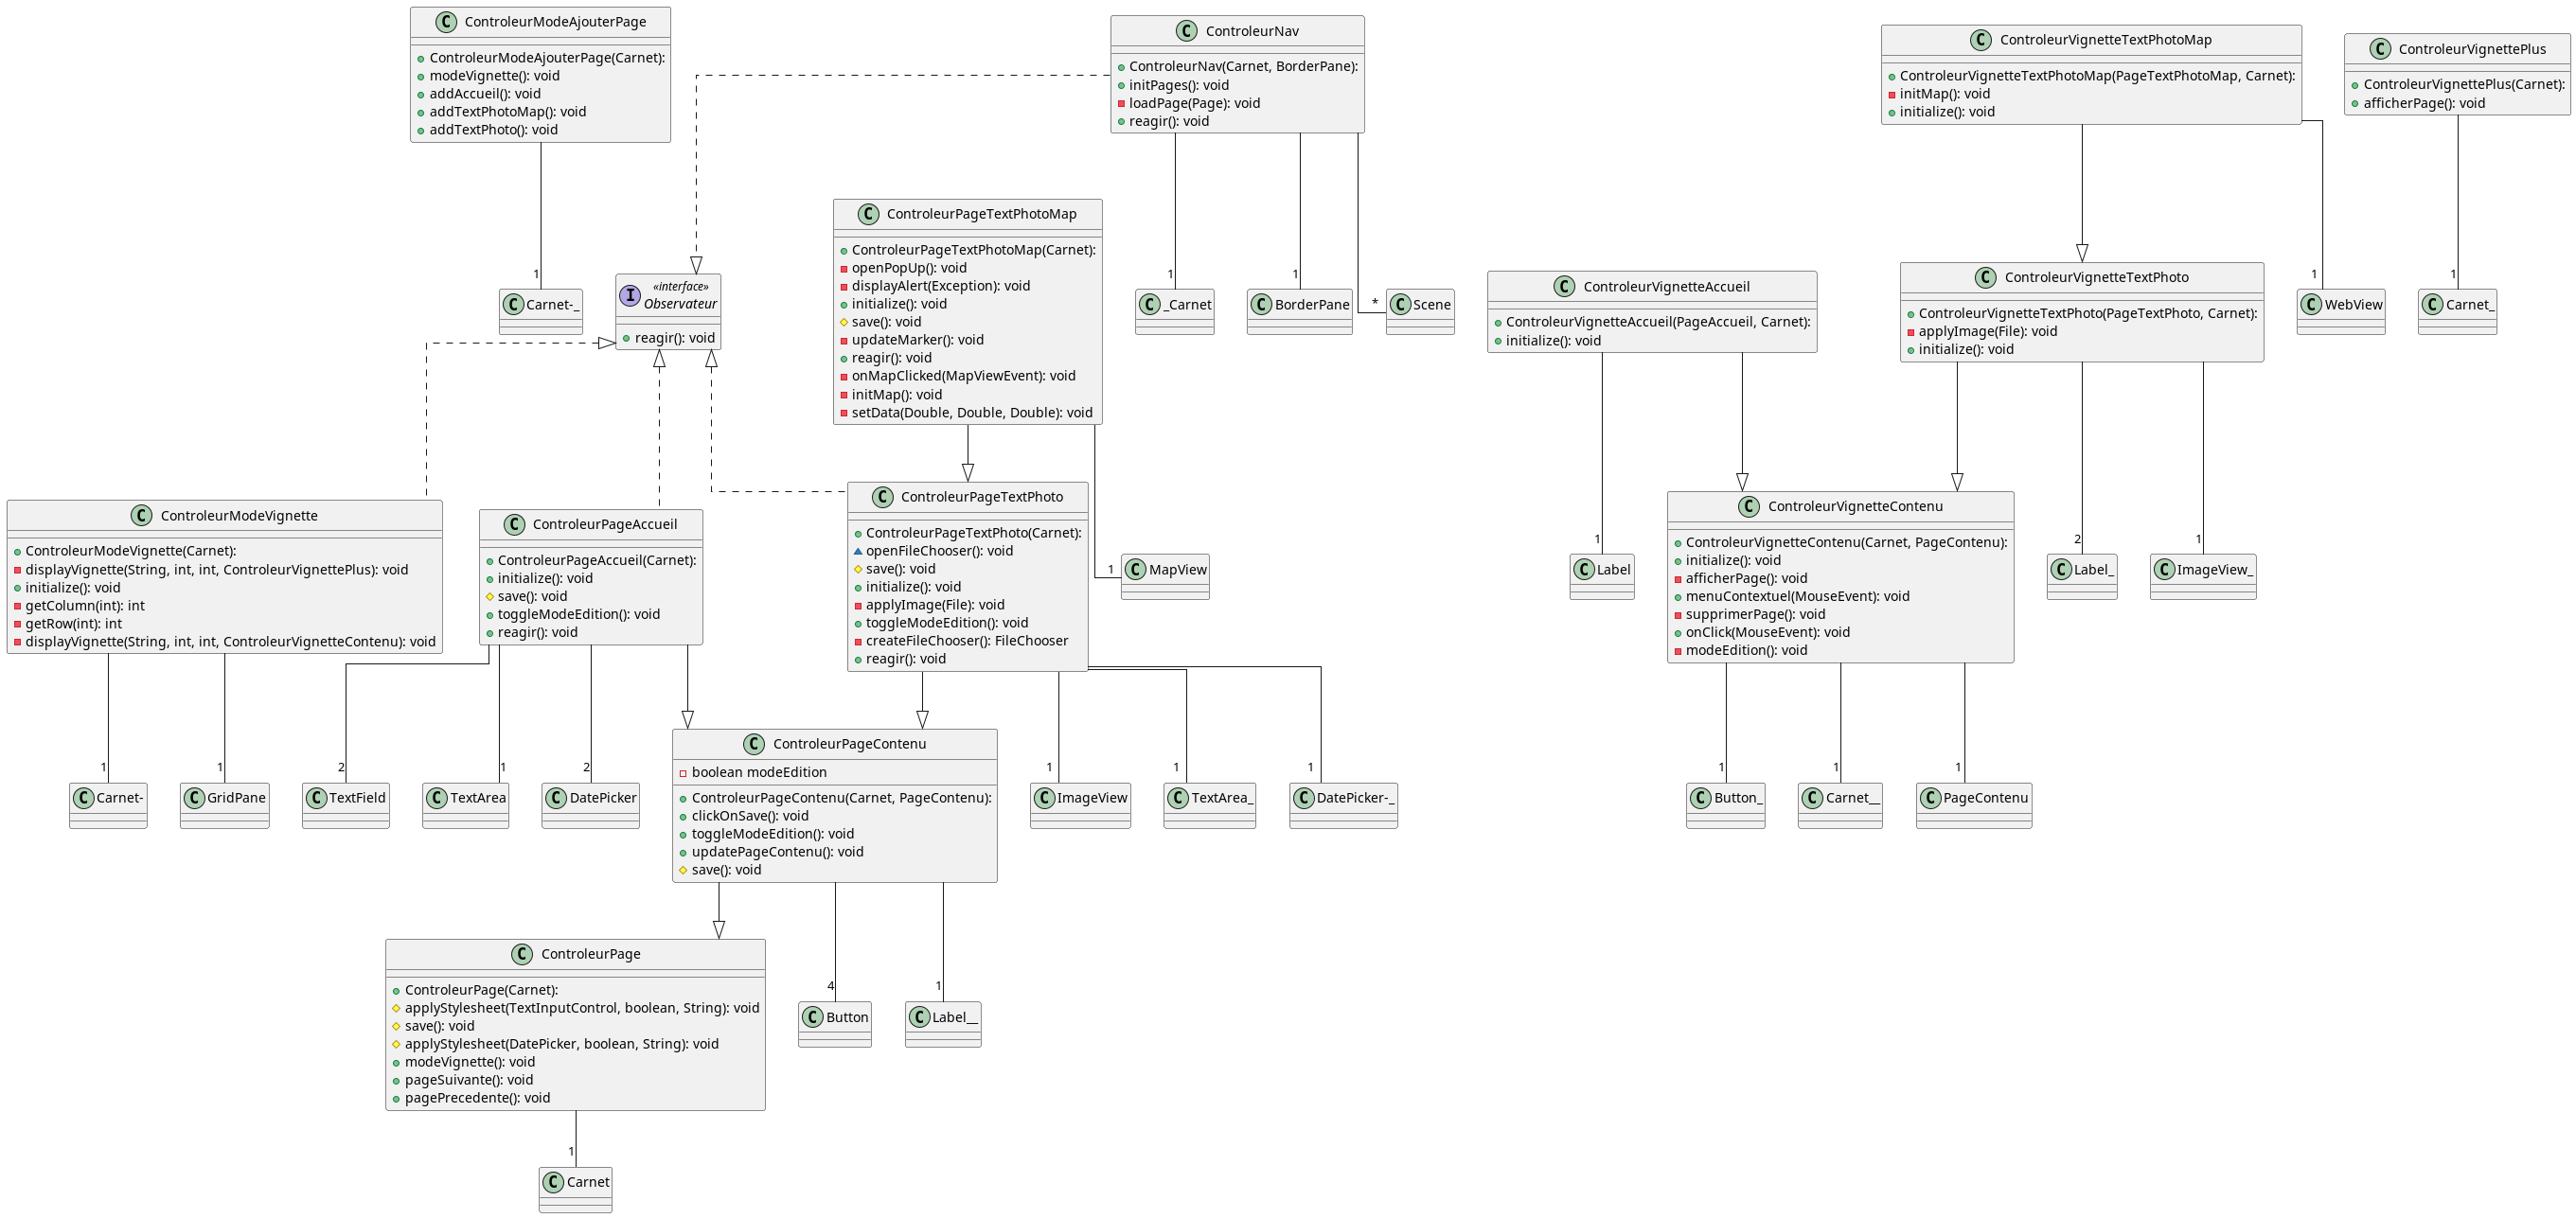 ControleurModeAjouterPage
ControleurModeAjouterPage(Carnet):
modeVignette(): void
addAccueil(): void
addTextPhotoMap(): void
addTextPhoto(): void
ControleurNav
ControleurNav(Carnet, BorderPane):
initPages(): void
loadPage(Page): void
reagir(): void
ControleurVignetteTextPhotoMap
ControleurVignetteTextPhotoMap(PageTextPhotoMap, Carnet):
initMap(): void
initialize(): void
ControleurVignettePlus
ControleurVignettePlus(Carnet):
afficherPage(): void
ControleurPageTextPhotoMap
ControleurPageTextPhotoMap(Carnet):
openPopUp(): void
displayAlert(Exception): void
initialize(): void
save(): void
updateMarker(): void
reagir(): void
onMapClicked(MapViewEvent): void
initMap(): void
setData(Double, Double, Double): void
1
Carnet-_
«interface»
Observateur
reagir(): void
1
_Carnet
1
BorderPane
*
Scene
ControleurVignetteAccueil
ControleurVignetteAccueil(PageAccueil, Carnet):
initialize(): void
ControleurVignetteTextPhoto
ControleurVignetteTextPhoto(PageTextPhoto, Carnet):
applyImage(File): void
initialize(): void
1
WebView
1
Carnet_
ControleurModeVignette
ControleurModeVignette(Carnet):
displayVignette(String, int, int, ControleurVignettePlus): void
initialize(): void
getColumn(int): int
getRow(int): int
displayVignette(String, int, int, ControleurVignetteContenu): void
ControleurPageAccueil
ControleurPageAccueil(Carnet):
initialize(): void
save(): void
toggleModeEdition(): void
reagir(): void
ControleurPageTextPhoto
ControleurPageTextPhoto(Carnet):
openFileChooser(): void
save(): void
initialize(): void
applyImage(File): void
toggleModeEdition(): void
createFileChooser(): FileChooser
reagir(): void
1
MapView
1
Label
ControleurVignetteContenu
ControleurVignetteContenu(Carnet, PageContenu):
initialize(): void
afficherPage(): void
menuContextuel(MouseEvent): void
supprimerPage(): void
onClick(MouseEvent): void
modeEdition(): void
2
Label_
1
ImageView_
1
Carnet-
1
GridPane
2
TextField
1
TextArea
2
DatePicker
ControleurPageContenu
boolean modeEdition
ControleurPageContenu(Carnet, PageContenu):
clickOnSave(): void
toggleModeEdition(): void
updatePageContenu(): void
save(): void
1
ImageView
1
TextArea_
1
DatePicker-_
1
Button_
1
Carnet__
1
PageContenu
ControleurPage
ControleurPage(Carnet):
applyStylesheet(TextInputControl, boolean, String): void
save(): void
applyStylesheet(DatePicker, boolean, String): void
modeVignette(): void
pageSuivante(): void
pagePrecedente(): void
4
Button
1
Label__
1
Carnet